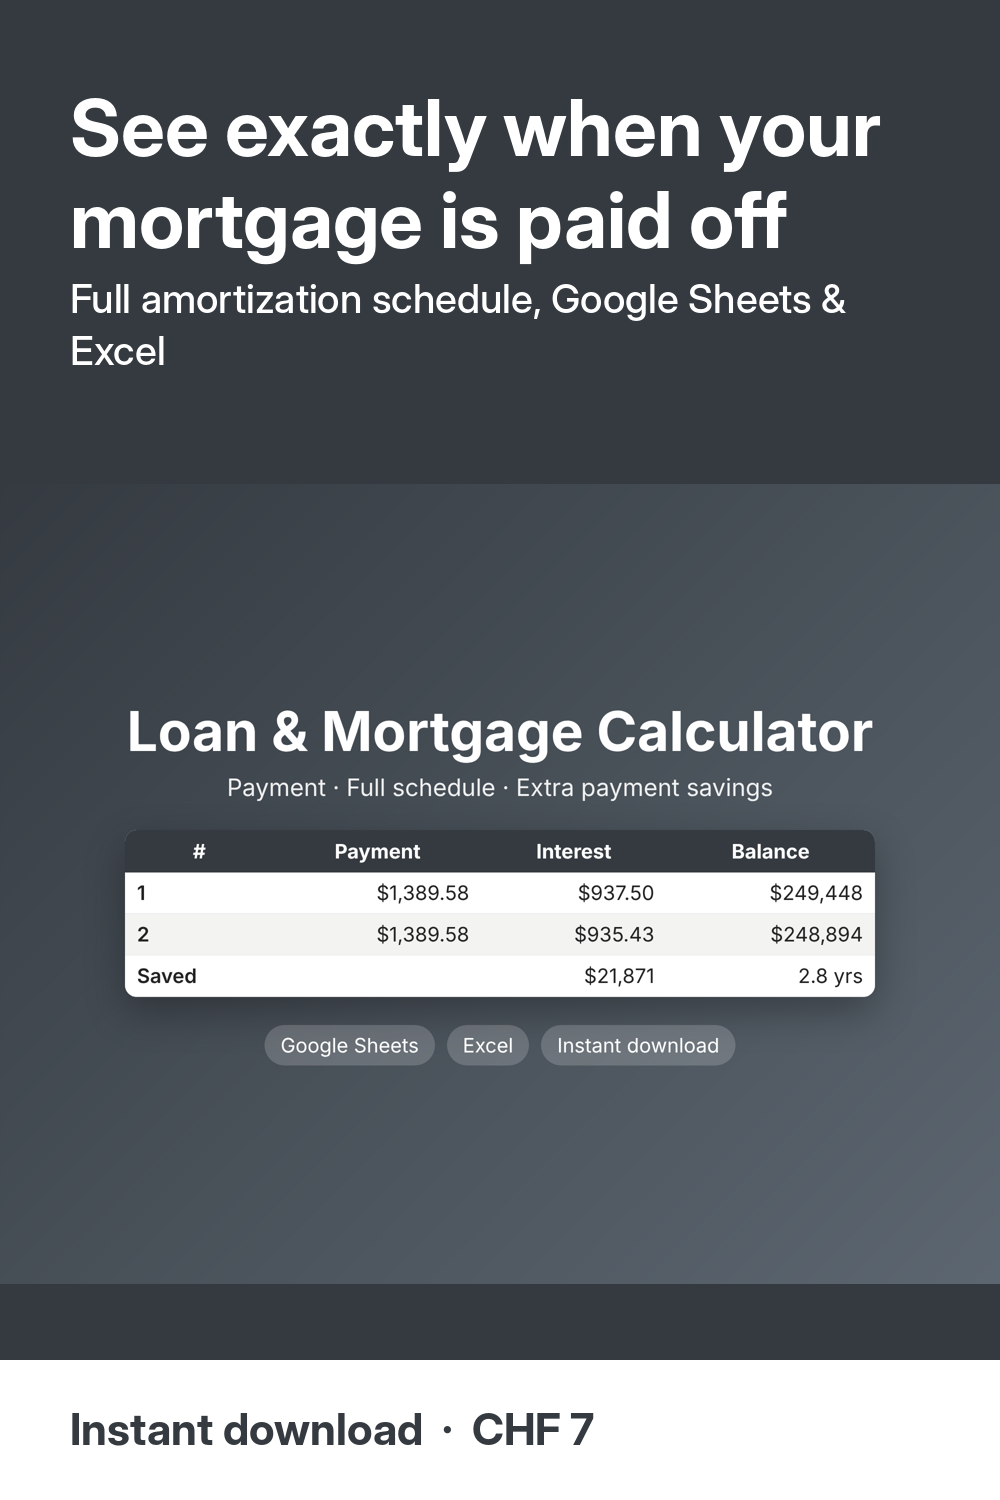 See exactly when your
mortgage is paid off
Full amortization schedule, Google Sheets &
Excel
Loan & Mortgage Calculator
Payment · Full schedule · Extra payment savings
# Payment Interest Balance
1 $1,389.58 $937.50 $249,448
2 $1,389.58 $935.43 $248,894
Saved $21,871 2.8 yrs
Google Sheets Excel Instant download
Instant download · CHF 7